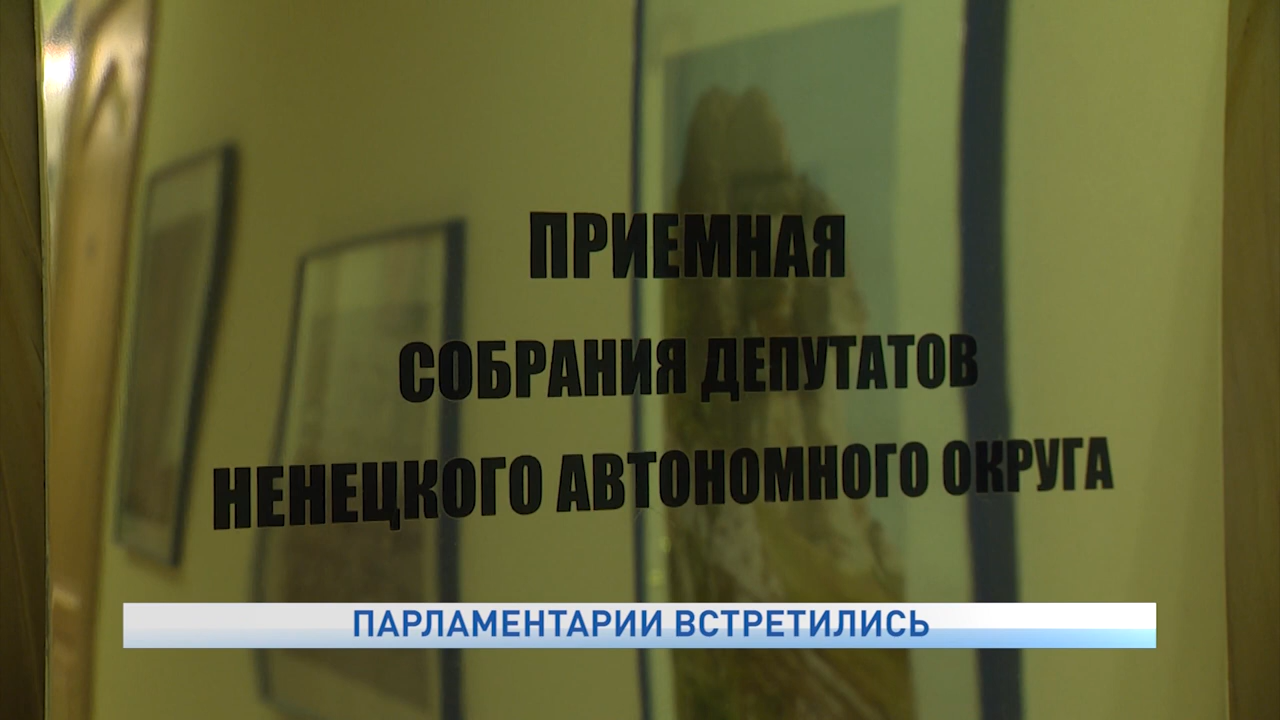 ПРИЕМНАЯ
СОБРАНИЯ ДЕПУТАТОВ
НЕНЕЦКОГО АВТОНОМНОГО ОКРУГА
ПАРЛАМЕНТАРИИ ВСТРЕТИЛИСЬ